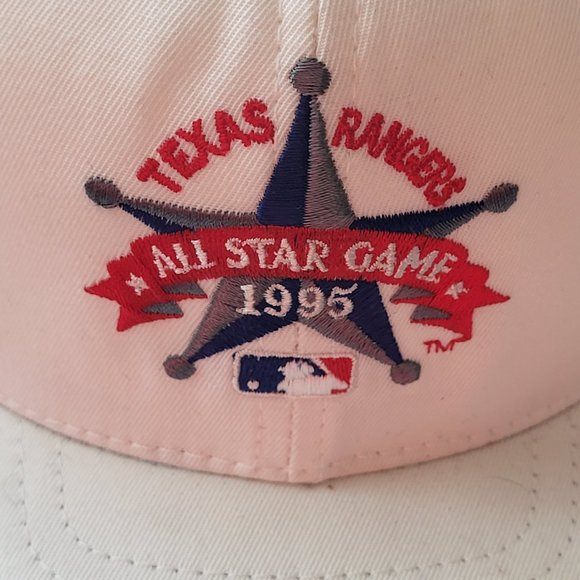 TEXAS RANGERS
ALL STAR GAME
1995
TM